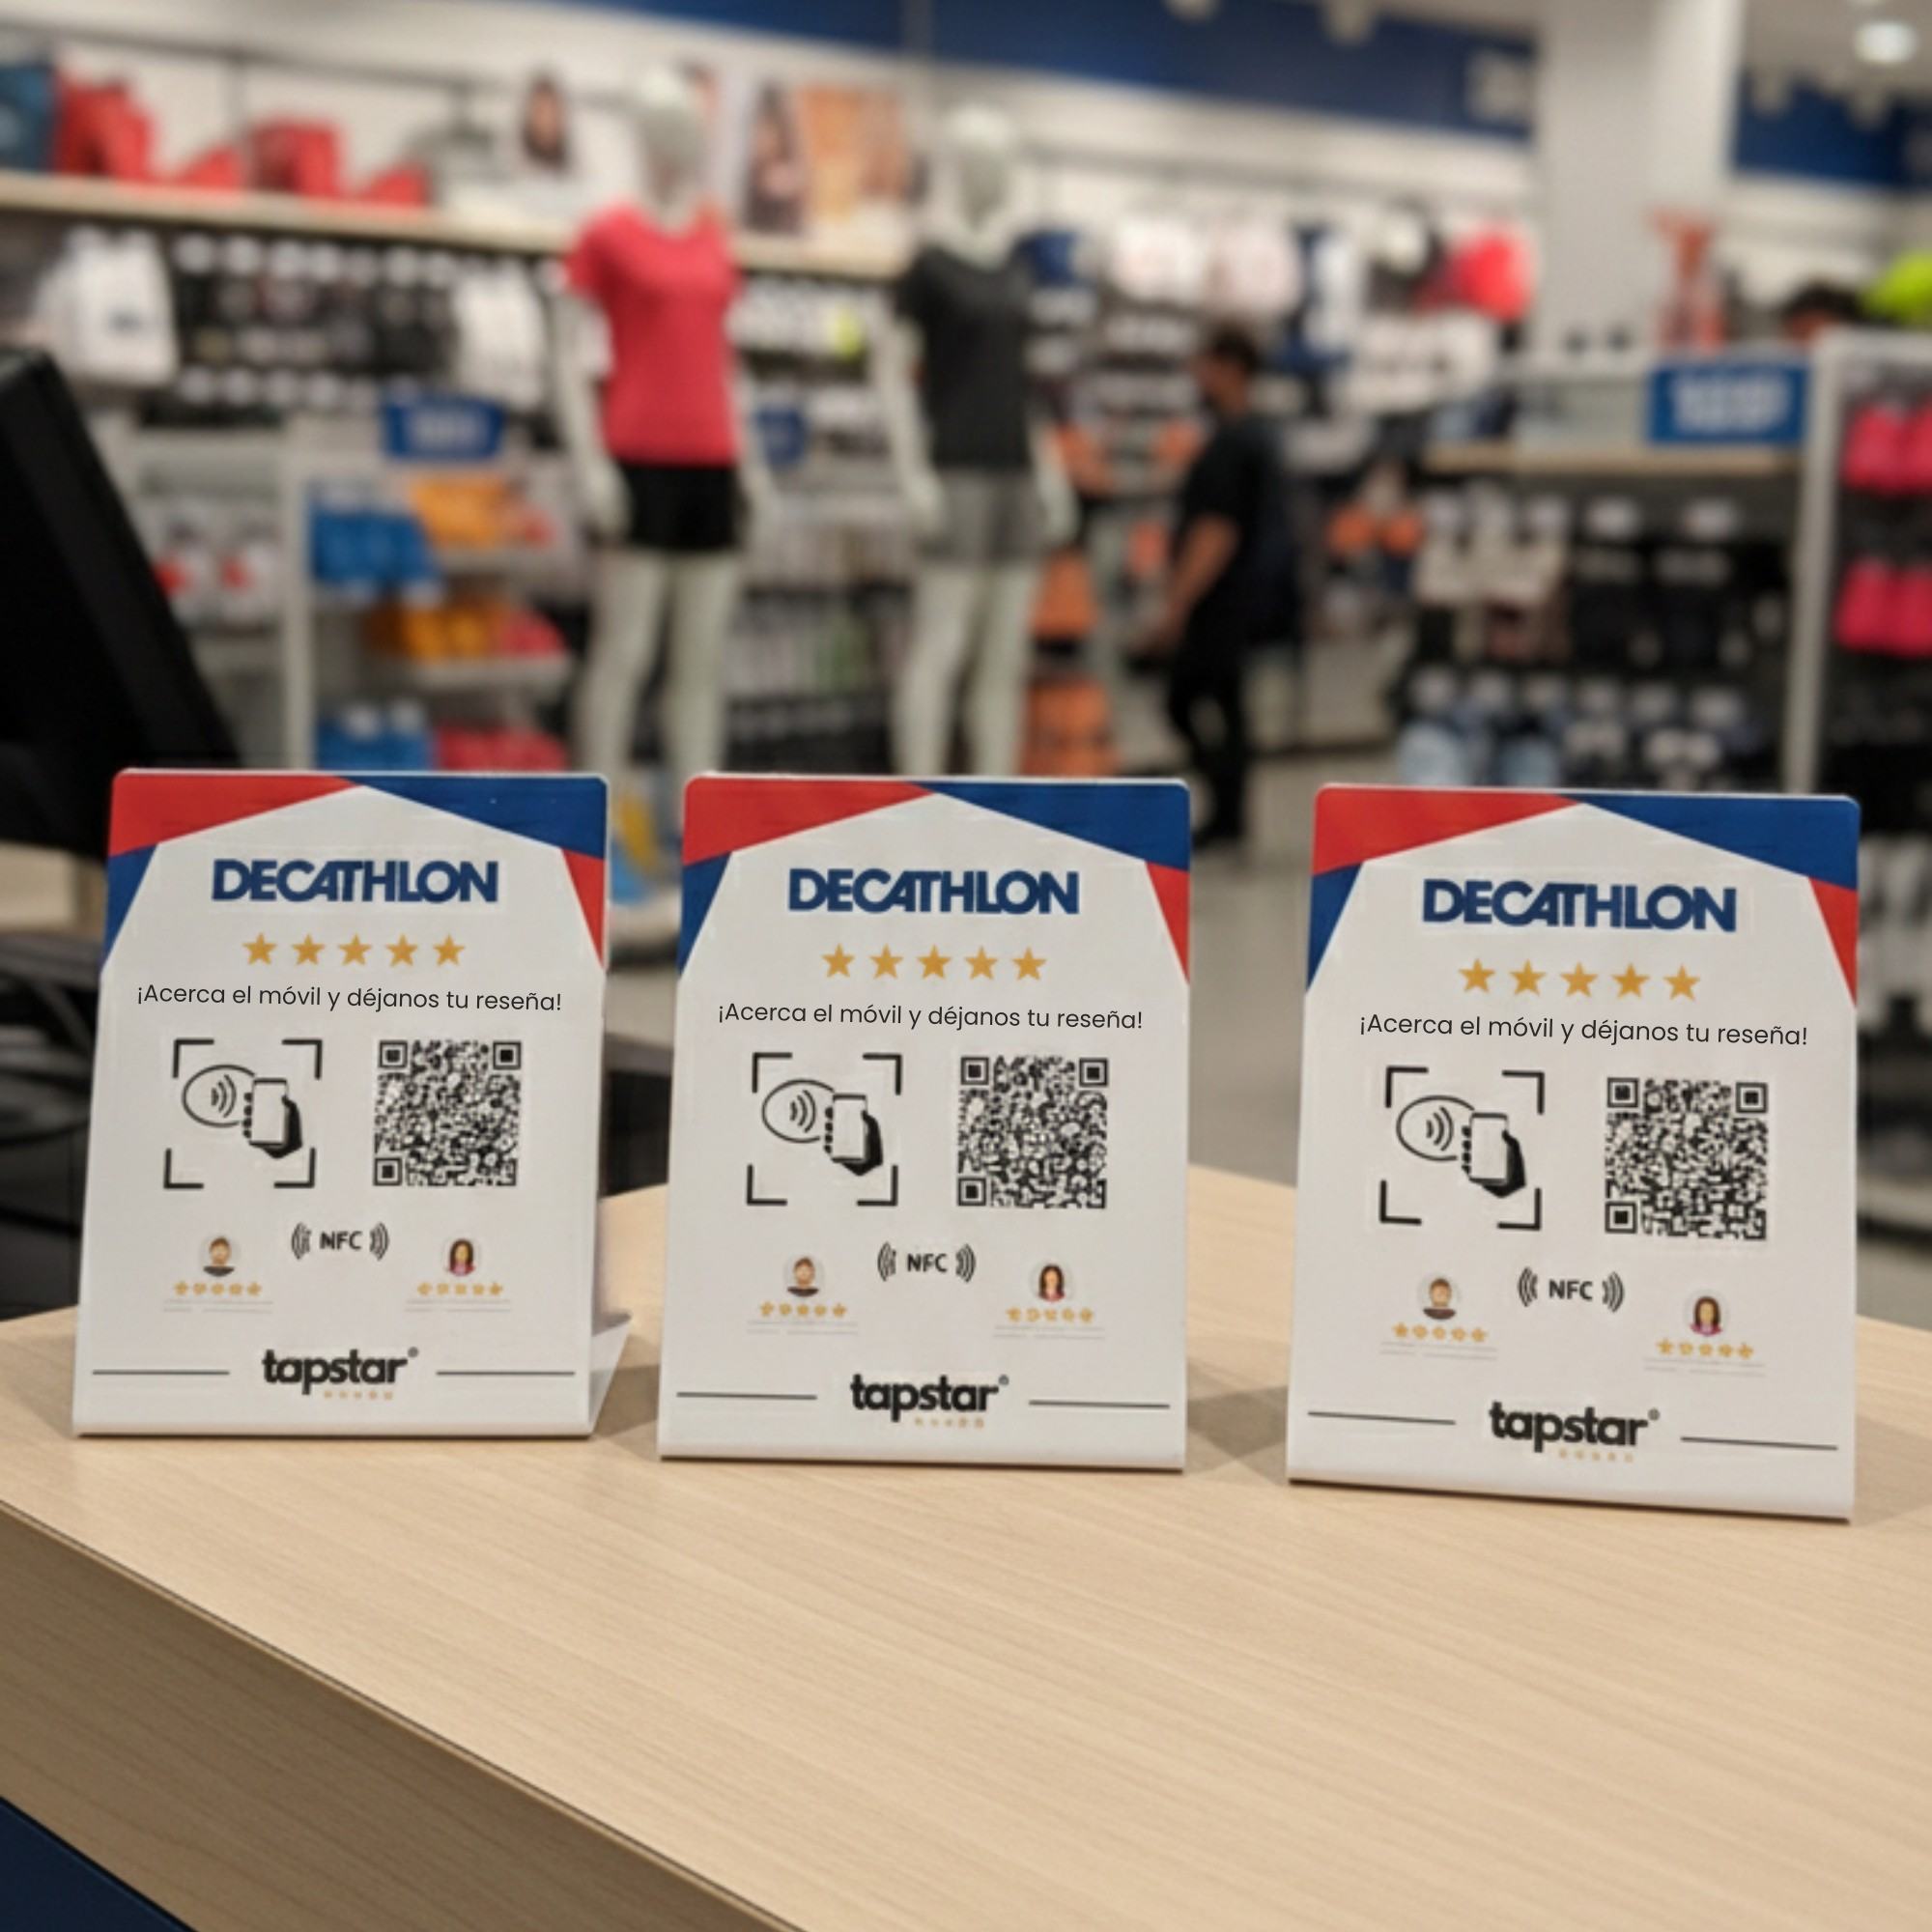 DECATHLON
¡Acerca el móvil y déjanos tu reseña!
NFC
tapstar®
DECATHLON
¡Acerca el móvil y déjanos tu reseña!
NFC
tapstar®
DECATHLON
¡Acerca el móvil y déjanos tu reseña!
NFC
tapstar®